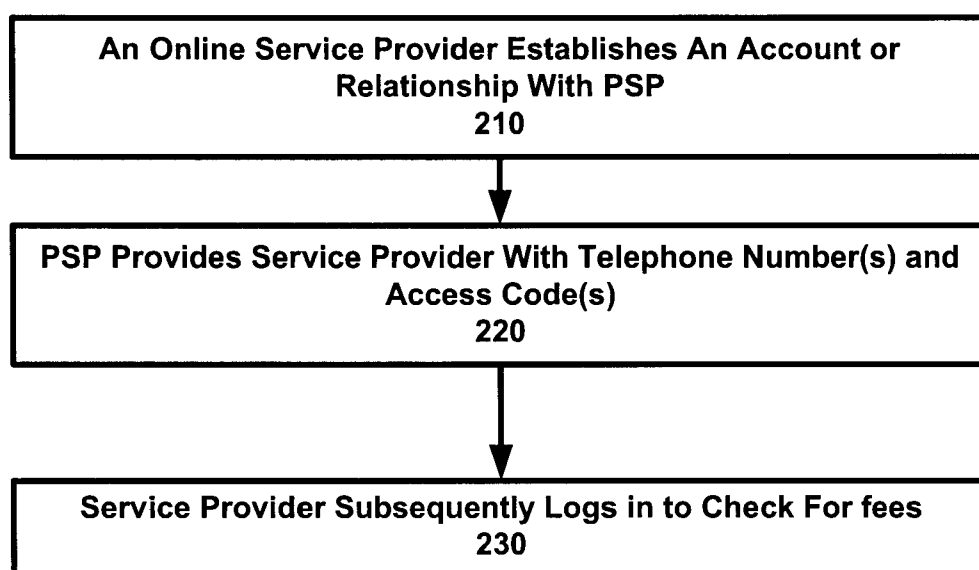 An Online Service Provider Establishes An Account or
Relationship With PSP
210
PSP Provides Service Provider With Telephone Number(s) and
Access Code(s)
220
Service Provider Subsequently Logs in to Check For fees
230